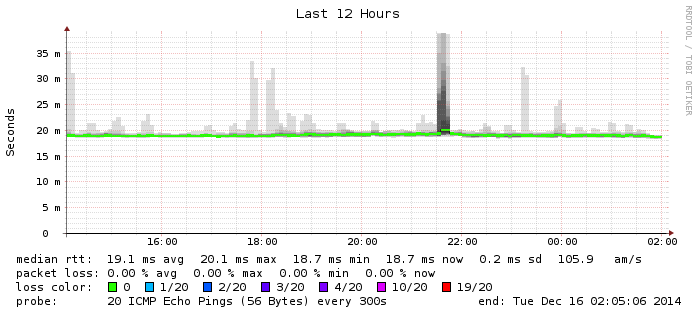 Last 12 Hours
RRDTOOL / TOBI OETIKER
Seconds
35 m
30 m
25 m
20 m
15 m
10 m
5 m
0
16:00 18:00 20:00 22:00 00:00 02:00
median rtt: 19.1 ms avg 20.1 ms max 18.7 ms min 18.7 ms now 0.2 ms sd 105.9 am/s
packet loss: 0.00 % avg 0.00 % max 0.00 % min 0.00 % now
loss color: 0 1/20 2/20 3/20 4/20 10/20 19/20
probe: 20 ICMP Echo Pings (56 Bytes) every 300s end: Tue Dec 16 02:05:06 2014